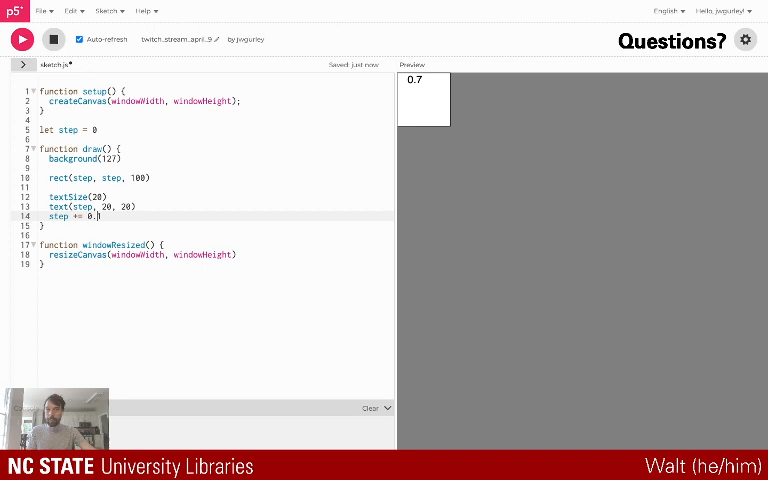 p5* File Edit Sketch Help English Hello, jwgurley!
Auto-refresh twitch_stream_april_9 by jwgurley Questions?
> sketch.js Saved: just now Preview
1 function setup() {
2 createCanvas(windowWidth, windowHeight);
3 }
4
5 let step = 0
6
7 function draw() {
8 background(127)
9
10 rect(step, step, 100)
11
12 textSize(20)
13 text(step, 20, 20)
14 step += 0.1
15 }
16
17 function windowResized() {
18 resizeCanvas(windowWidth, windowHeight)
19 }
0.7
Clear
NC STATE University Libraries Walt (he/him)